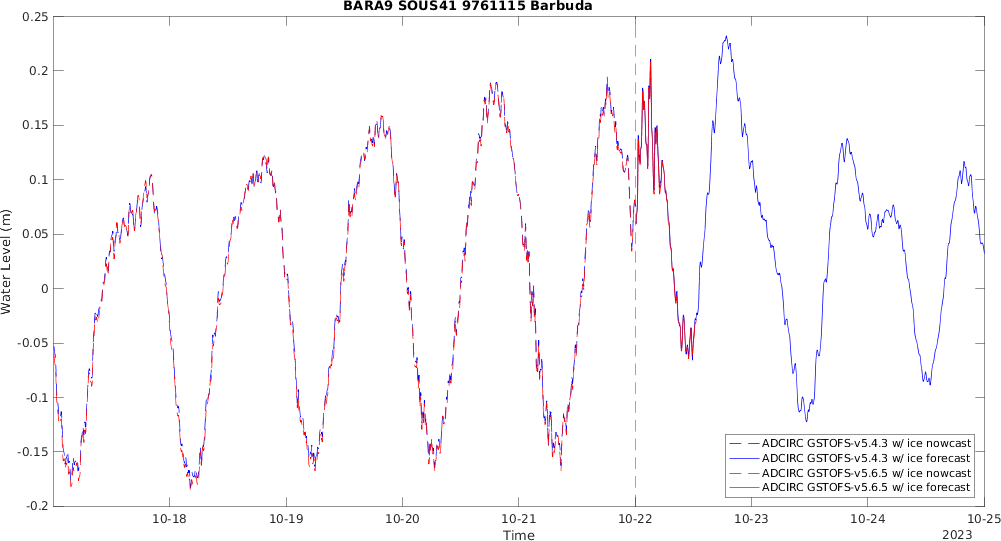 BARA9 SOUS41 9761115 Barbuda
0.25
0.2
0.15
0.1
0.05
0
-0.05
-0.1
-0.15
-0.2
Water Level (m)
10-18
10-19
10-20
10-21
10-22
10-23
10-24
10-25
Time
2023
ADCIRC GSTOFS-v5.4.3 w/ ice nowcast
ADCIRC GSTOFS-v5.4.3 w/ ice forecast
ADCIRC GSTOFS-v5.6.5 w/ ice nowcast
ADCIRC GSTOFS-v5.6.5 w/ ice forecast